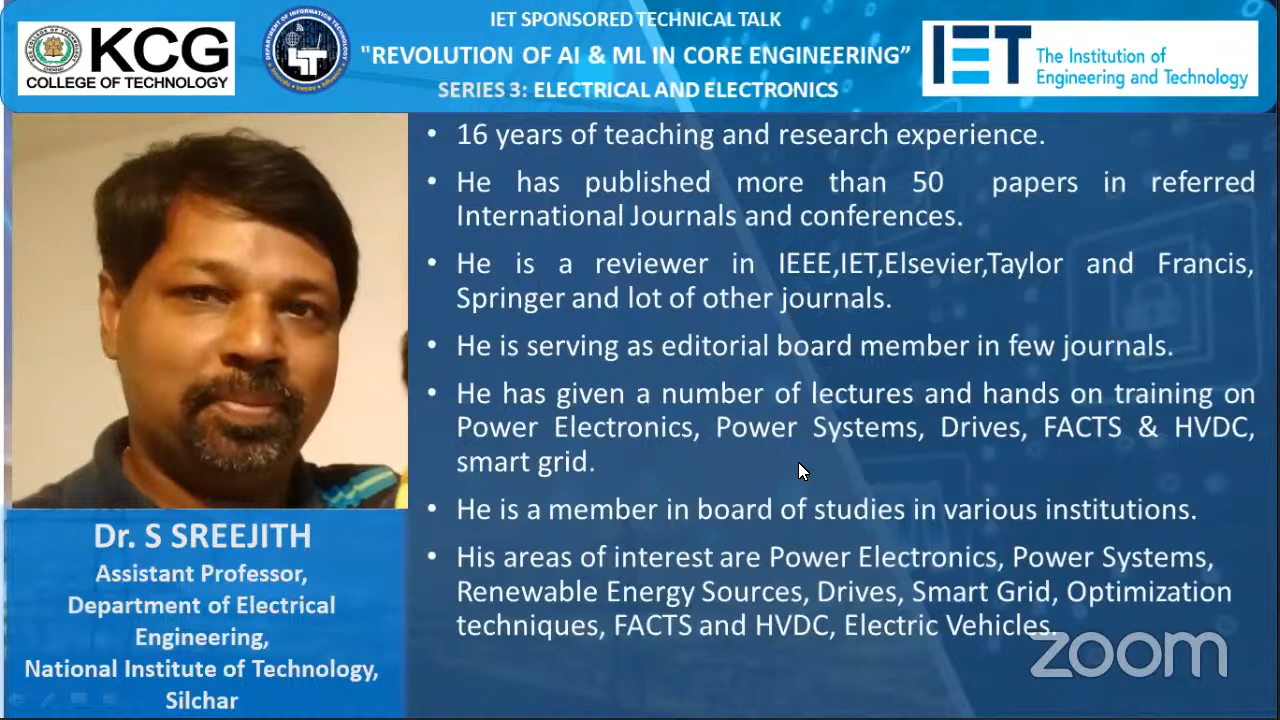 KCG
COLLEGE OF TECHNOLOGY
DEPARTMENT OF INFORMATION TECHNOLOGY
IT
IET SPONSORED TECHNICAL TALK
"REVOLUTION OF AI & ML IN CORE ENGINEERING”
SERIES 3: ELECTRICAL AND ELECTRONICS
IET
The Institution of
Engineering and Technology
• 16 years of teaching and research experience.
• He has published more than 50 papers in referred
International Journals and conferences.
• He is a reviewer in IEEE,IET,Elsevier,Taylor and Francis,
Springer and lot of other journals.
• He is serving as editorial board member in few journals.
• He has given a number of lectures and hands on training on
Power Electronics, Power Systems, Drives, FACTS & HVDC,
smart grid.
• He is a member in board of studies in various institutions.
• His areas of interest are Power Electronics, Power Systems,
Renewable Energy Sources, Drives, Smart Grid, Optimization
techniques, FACTS and HVDC, Electric Vehicles.
Dr. S SREEJITH
Assistant Professor,
Department of Electrical
Engineering,
National Institute of Technology,
Silchar
zoom